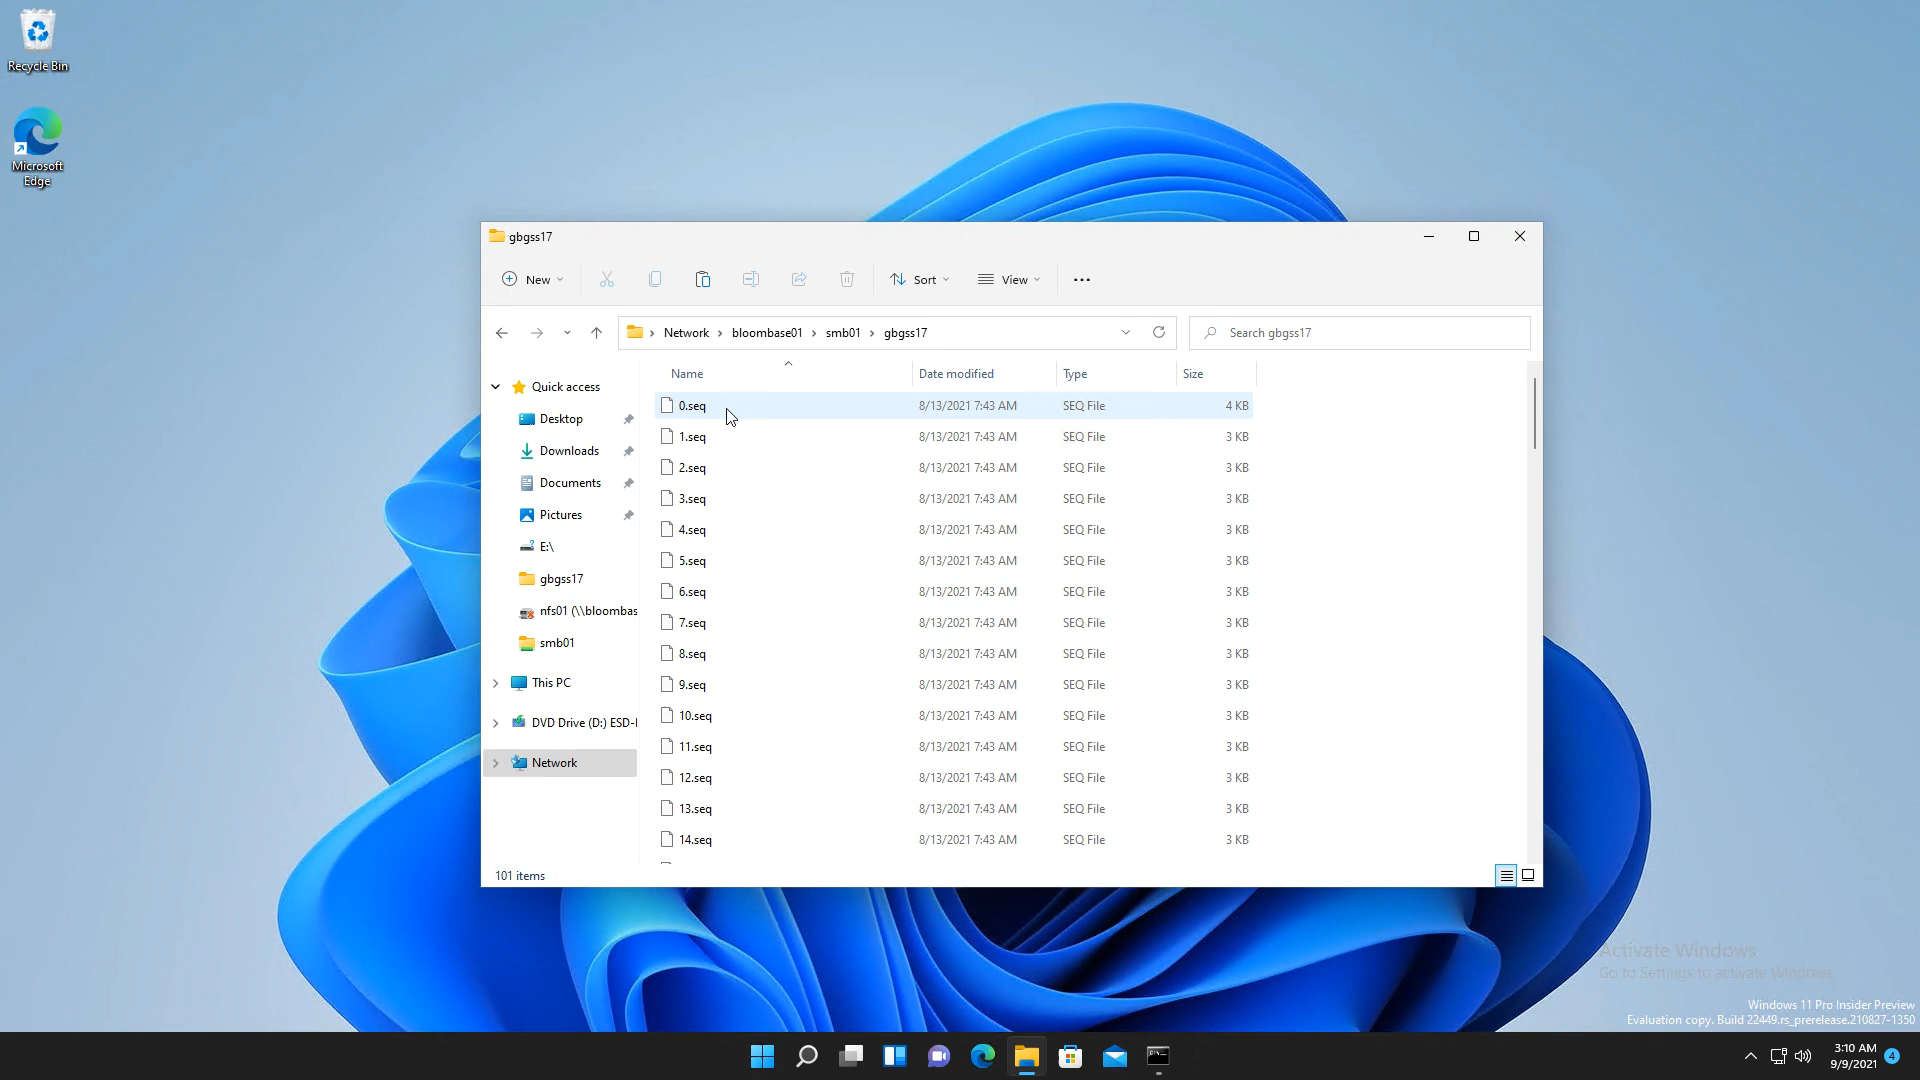 Recycle Bin
Microsoft
Edge
gbgss17
New
Sort
View
Network
bloombase01
smb01
gbgss17
Search gbgss17
Name
Date modified
Type
Size
Quick access
Desktop
Downloads
Documents
Pictures
E:\
gbgss17
nfs01 (\\bloombas
smb01
This PC
DVD Drive (D:) ESD-I
Network
0.seq 8/13/2021 7:43 AM SEQ File 4 KB
1.seq 8/13/2021 7:43 AM SEQ File 3 KB
2.seq 8/13/2021 7:43 AM SEQ File 3 KB
3.seq 8/13/2021 7:43 AM SEQ File 3 KB
4.seq 8/13/2021 7:43 AM SEQ File 3 KB
5.seq 8/13/2021 7:43 AM SEQ File 3 KB
6.seq 8/13/2021 7:43 AM SEQ File 3 KB
7.seq 8/13/2021 7:43 AM SEQ File 3 KB
8.seq 8/13/2021 7:43 AM SEQ File 3 KB
9.seq 8/13/2021 7:43 AM SEQ File 3 KB
10.seq 8/13/2021 7:43 AM SEQ File 3 KB
11.seq 8/13/2021 7:43 AM SEQ File 3 KB
12.seq 8/13/2021 7:43 AM SEQ File 3 KB
13.seq 8/13/2021 7:43 AM SEQ File 3 KB
14.seq 8/13/2021 7:43 AM SEQ File 3 KB
101 items
Activate Windows
Go to Settings to activate Windows.
Windows 11 Pro Insider Preview
Evaluation copy. Build 22449.rs_prerelease.210827-1350
3:10 AM
9/9/2021
4